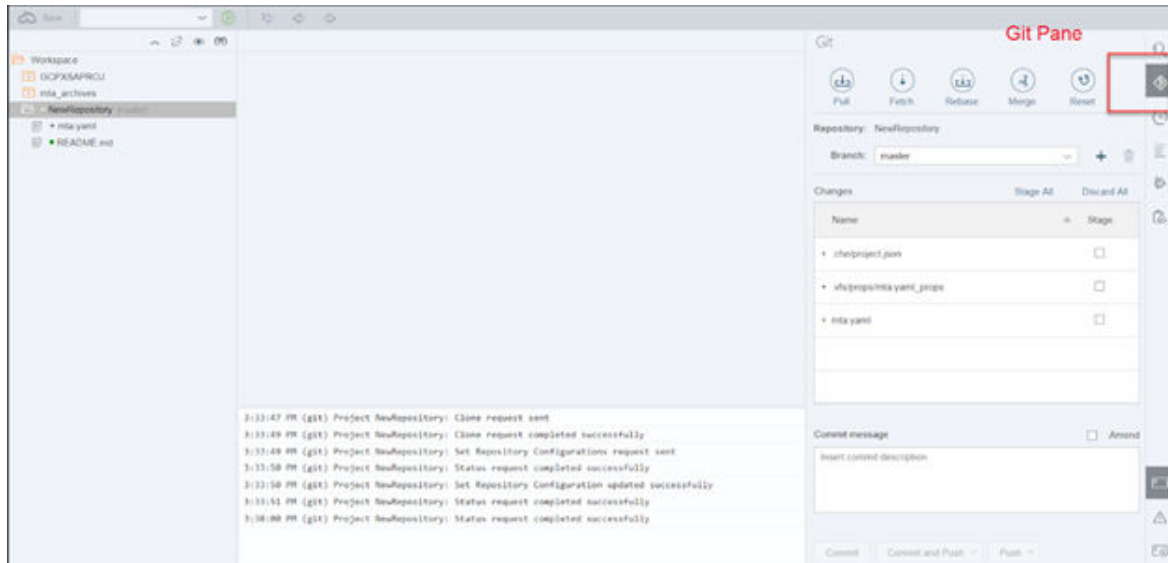 New
Git
Git Pane
Workspace
GCPXSAPRCU
mta_archives
NewRepository (master)
+ mta.yaml
README.md
Pull Fetch Rebase Merge Reset
Repository: NewRepository
Branch: master
Changes Stage All Discard All
Name Stage
+ .che/project.json
+ .vfs/props/mta.yaml_props
+ mta.yaml
3:33:47 PM (git) Project NewRepository: Clone request sent
3:33:49 PM (git) Project NewRepository: Clone request completed successfully
3:33:49 PM (git) Project NewRepository: Set Repository Configurations request sent
3:33:50 PM (git) Project NewRepository: Status request completed successfully
3:33:50 PM (git) Project NewRepository: Set Repository Configuration updated successfully
3:33:51 PM (git) Project NewRepository: Status request completed successfully
3:38:00 PM (git) Project NewRepository: Status request completed successfully
Commit message Amend
Insert commit description
Commit Commit and Push Push